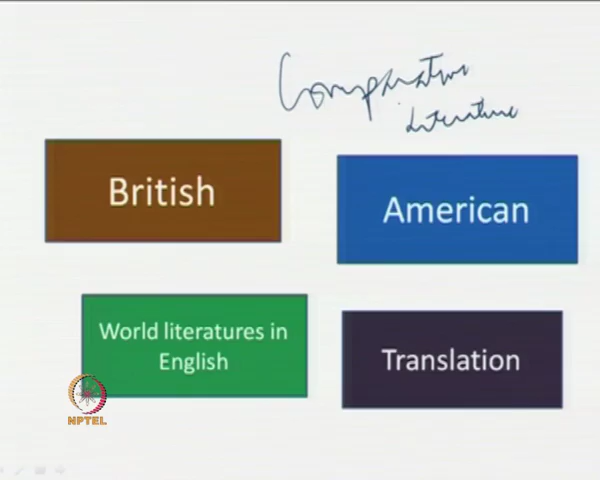 Comparative
Literature
British
American
World literatures in
English
Translation
NPTEL